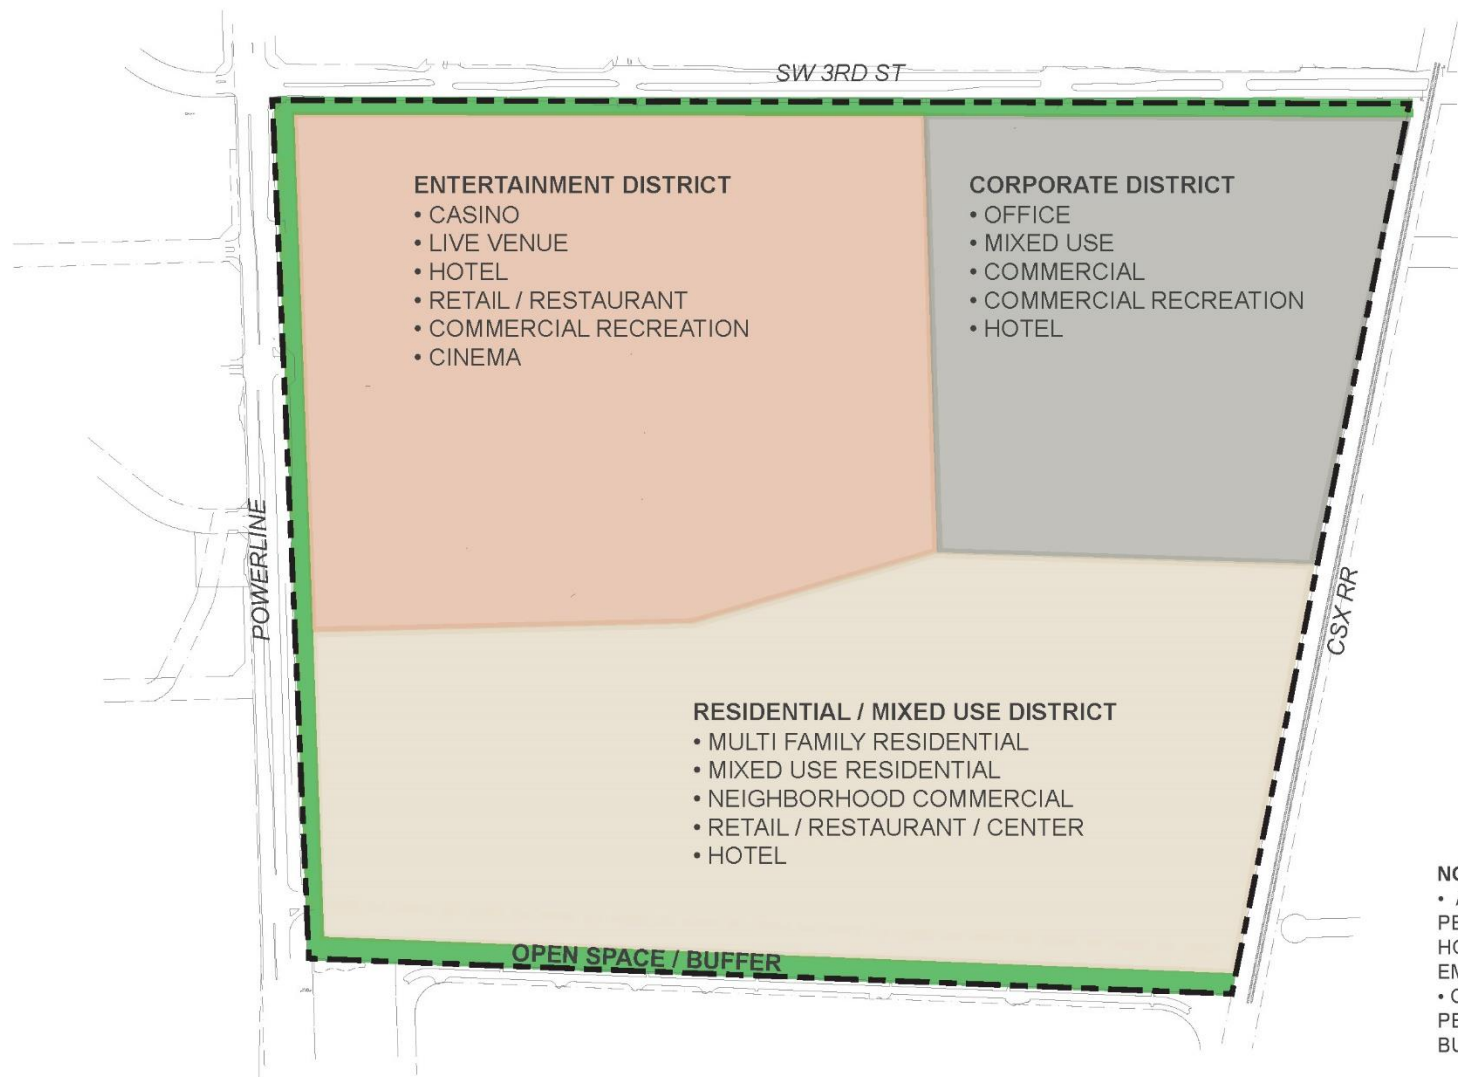 SW 3RD ST
ENTERTAINMENT DISTRICT
• CASINO
• LIVE VENUE
• HOTEL
• RETAIL / RESTAURANT
• COMMERCIAL RECREATION
• CINEMA
CORPORATE DISTRICT
• OFFICE
• MIXED USE
• COMMERCIAL
• COMMERCIAL RECREATION
• HOTEL
POWERLINE
CSX RR
RESIDENTIAL / MIXED USE DISTRICT
• MULTI FAMILY RESIDENTIAL
• MIXED USE RESIDENTIAL
• NEIGHBORHOOD COMMERCIAL
• RETAIL / RESTAURANT / CENTER
• HOTEL
OPEN SPACE / BUFFER